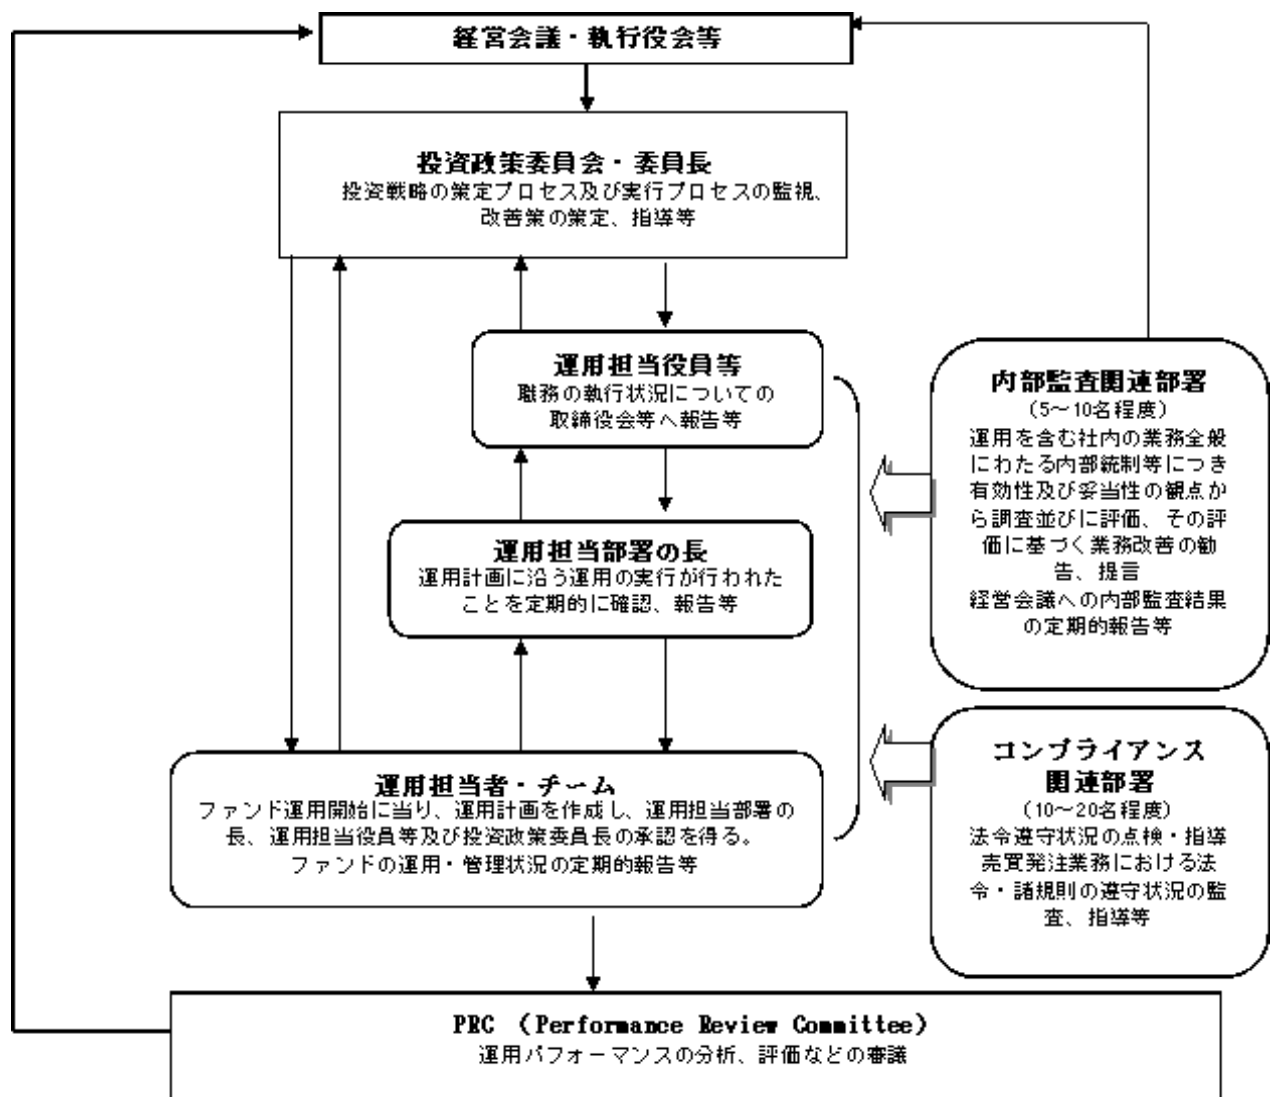 経営会議・執行役会等
投資政策委員会・委員長
投資戦略の策定プロセス及び実行プロセスの監視、
改善策の策定、指導等
運用担当役員等
職務の執行状況についての
取締役会等へ報告等
運用担当部署の長
運用計画に沿う運用の実行が行われた
ことを定期的に確認、報告等
運用担当者・チーム
ファンド運用開始に当り、運用計画を作成し、運用担当部署の
長、運用担当役員等及び投資政策委員長の承認を得る。
ファンドの運用・管理状況の定期的報告等
内部監査関連部署
（5～10名程度）
運用を含む社内の業務全般
にわたる内部統制等につき
有効性及び妥当性の観点か
ら調査並びに評価、その評
価に基づく業務改善の勧
告、提言
経営会議への内部監査結果
の定期的報告等
コンプライアンス
関連部署
（10～20名程度）
法令遵守状況の点検・指導
売買発注業務における法
令・諸規則の遵守状況の監
査、指導等
PRC （Performance Review Committee）
運用パフォーマンスの分析、評価などの審議